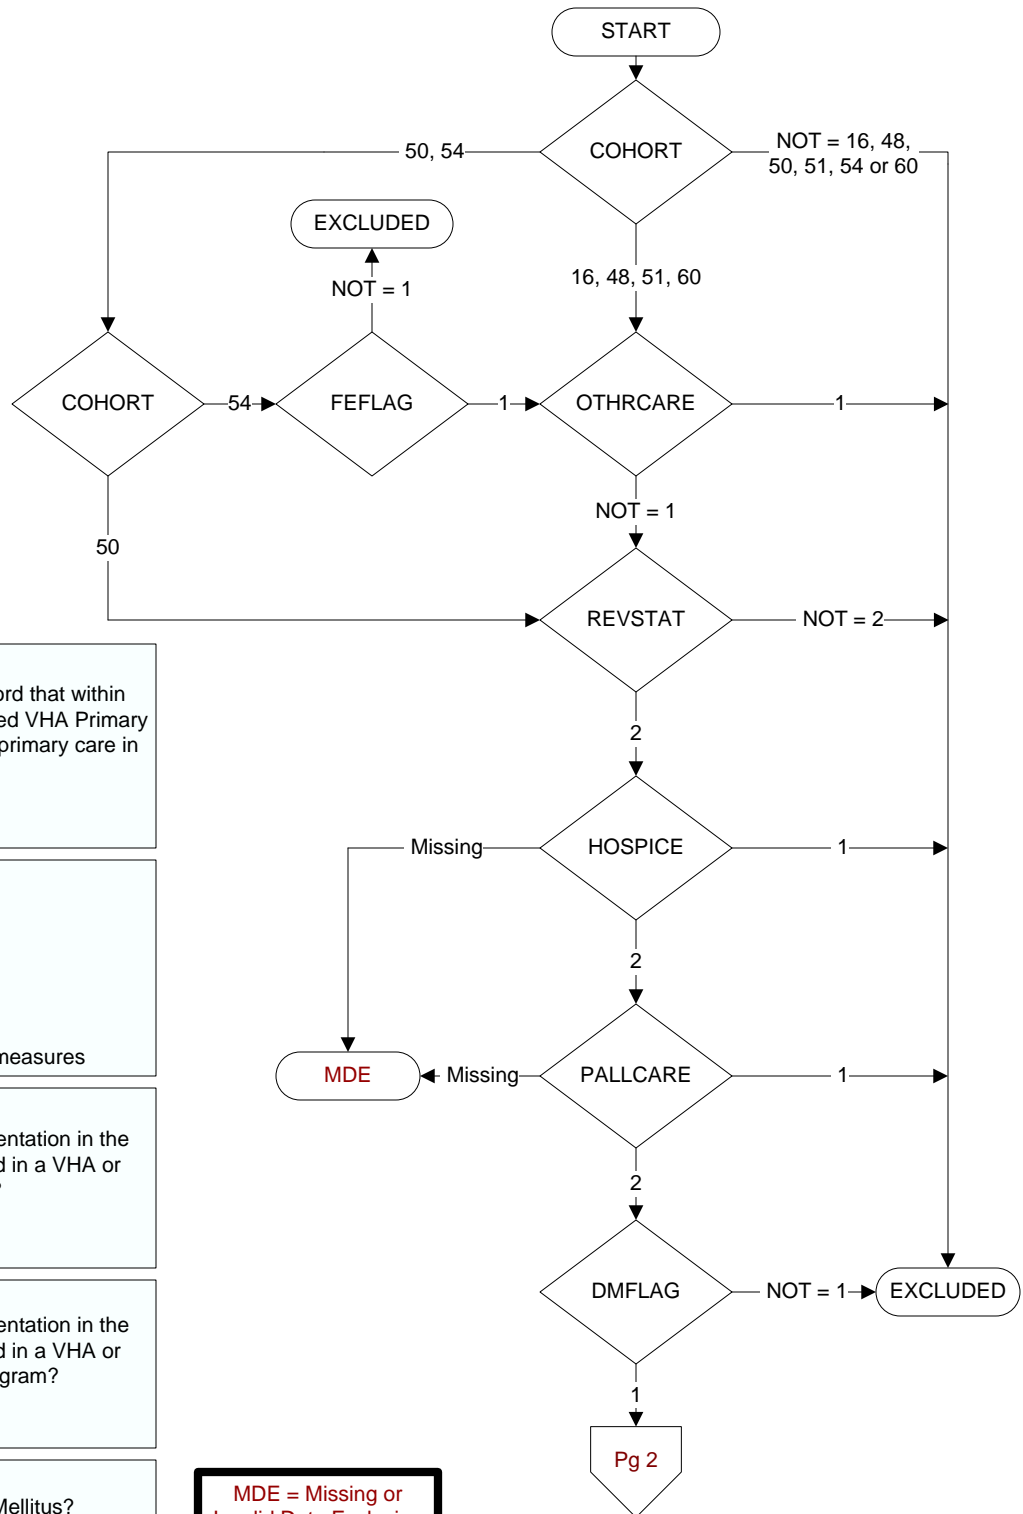 START
COHORT
50, 54
NOT = 16, 48,
50, 51, 54 or 60
EXCLUDED
NOT = 1
16, 48, 51, 60
COHORT
54
FEFLAG
1
OTHRCARE
1
NOT = 1
50
REVSTAT
NOT = 2
2
ord that within
ed VHA Primary
primary care in
HOSPICE
Missing
1
2
measures
MDE
Missing
PALLCARE
1
2
entation in the
d in a VHA or
?
DMFLAG
NOT = 1
EXCLUDED
entation in the
d in a VHA or
gram?
1
Pg 2
Mellitus?
MDE = Missing or